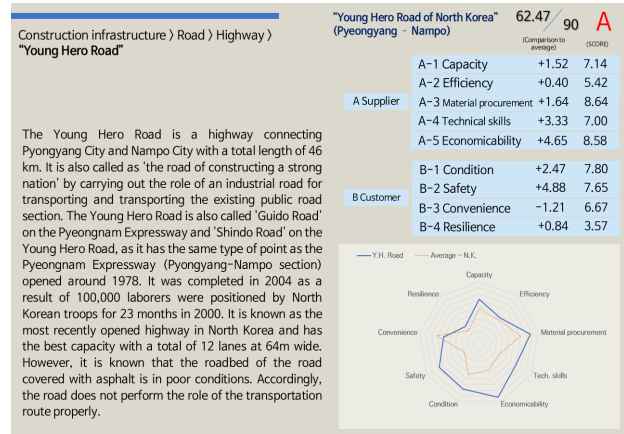 Construction infrastructure 〉 Road 〉 Highway 〉
“Young Hero Road”
The Young Hero Road is a highway connecting
Pyongyang City and Nampo City with a total length of 46
km. It is also called as 'the road of constructing a strong
nation' by carrying out the role of an industrial road for
transporting and transporting the existing public road
section. The Young Hero Road is also called 'Guido Road'
on the Pyeongnam Expressway and 'Shindo Road' on the
Young Hero Road, as it has the same type of point as the
Pyeongnam Expressway (Pyongyang-Nampo section)
opened around 1978. It was completed in 2004 as a
result of 100,000 laborers were positioned by North
Korean troops for 23 months in 2000. It is known as the
most recently opened highway in North Korea and has
the best capacity with a total of 12 lanes at 64m wide.
However, it is known that the roadbed of the road
covered with asphalt is in poor conditions. Accordingly,
the road does not perform the role of the transportation
route properly.
“Young Hero Road of North Korea” 62.47/90 A
(Pyeongyang - Nampo)
(Comparison to average) (SCORE)
A Supplier
A-1 Capacity +1.52 7.14
A-2 Efficiency +0.40 5.42
A-3 Material procurement +1.64 8.64
A-4 Technical skills +3.33 7.00
A-5 Economicability +4.65 8.58
B Customer
B-1 Condition +2.47 7.80
B-2 Safety +4.88 7.65
B-3 Convenience -1.21 6.67
B-4 Resilience +0.84 3.57
Y.H. Road Average - N.K.
Capacity
Resilience Efficiency
Convenience Material procurement
Safety Tech. skills
Condition Economicability